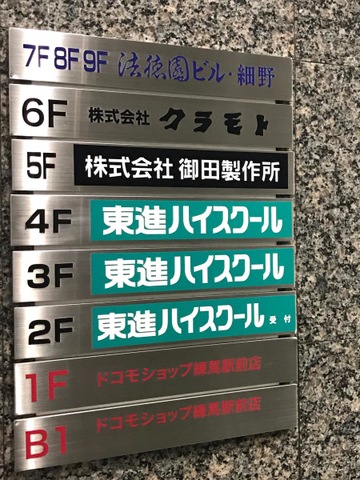 7F 8F 9F 法徳園ビル・細野
6F 株式会社 クラモト
5F 株式会社 御田製作所
4F 東進ハイスクール
3F 東進ハイスクール
2F 東進ハイスクール 受付
1F ドコモショップ練馬駅前店
B1 ドコモショップ練馬駅前店